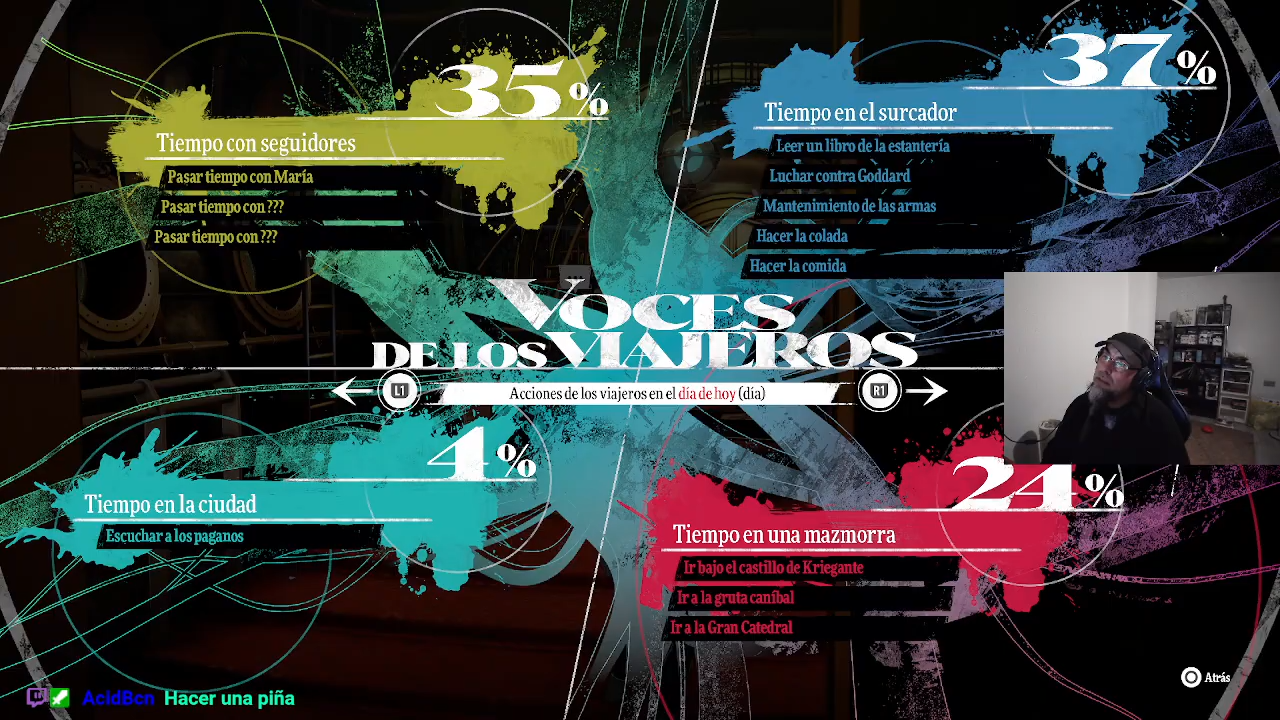 35%
Tiempo con seguidores
Pasar tiempo con María
Pasar tiempo con ???
Pasar tiempo con ???
37%
Tiempo en el surcador
Leer un libro de la estantería
Luchar contra Goddard
Mantenimiento de las armas
Hacer la colada
Hacer la comida
VOCES
DE LOS VIAJEROS
L1
Acciones de los viajeros en el día de hoy (día)
R1
4%
Tiempo en la ciudad
Escuchar a los paganos
24%
Tiempo en una mazmorra
Ir bajo el castillo de Kriegante
Ir a la gruta caníbal
Ir a la Gran Catedral
Atrás
AcidBcn Hacer una piña